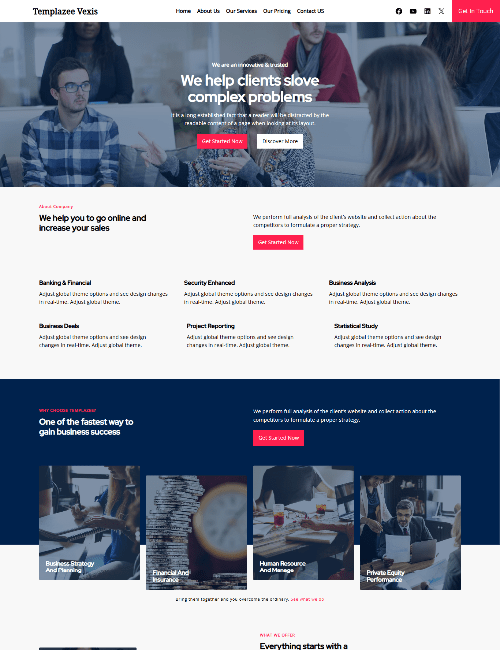 Templazee Vexis
Home About Us Our Services Our Pricing Contact US
Get In Touch
We are an innovative & trusted
We help clients slove
complex problems
It is a long established fact that a reader will be distracted by the
readable content of a page when looking at its layout.
Get Started Now
Discover More
About Company
We help you to go online and
increase your sales
We perform full analysis of the client's website and collect action about the
competitors to formulate a proper strategy.
Get Started Now
Banking & Financial
Adjust global theme options and see design changes
in real-time. Adjust global theme.
Security Enhanced
Adjust global theme options and see design changes
in real-time. Adjust global theme.
Business Analysis
Adjust global theme options and see design changes
in real-time. Adjust global theme.
Business Deals
Adjust global theme options and see design
changes in real-time. Adjust global theme.
Project Reporting
Adjust global theme options and see design
changes in real-time. Adjust global theme.
Statistical Study
Adjust global theme options and see design
changes in real-time. Adjust global theme.
WHY CHOOSE TEMPLAZEE?
One of the fastest way to
gain business success
We perform full analysis of the client's website and collect action about the
competitors to formulate a proper strategy.
Get Started Now
Business Strategy
And Planning
Financial And
Insurance
Human Resource
And Manage
Private Equity
Performance
Bring them together and you overcome the ordinary. See what we do
WHAT WE OFFER
Everything starts with a